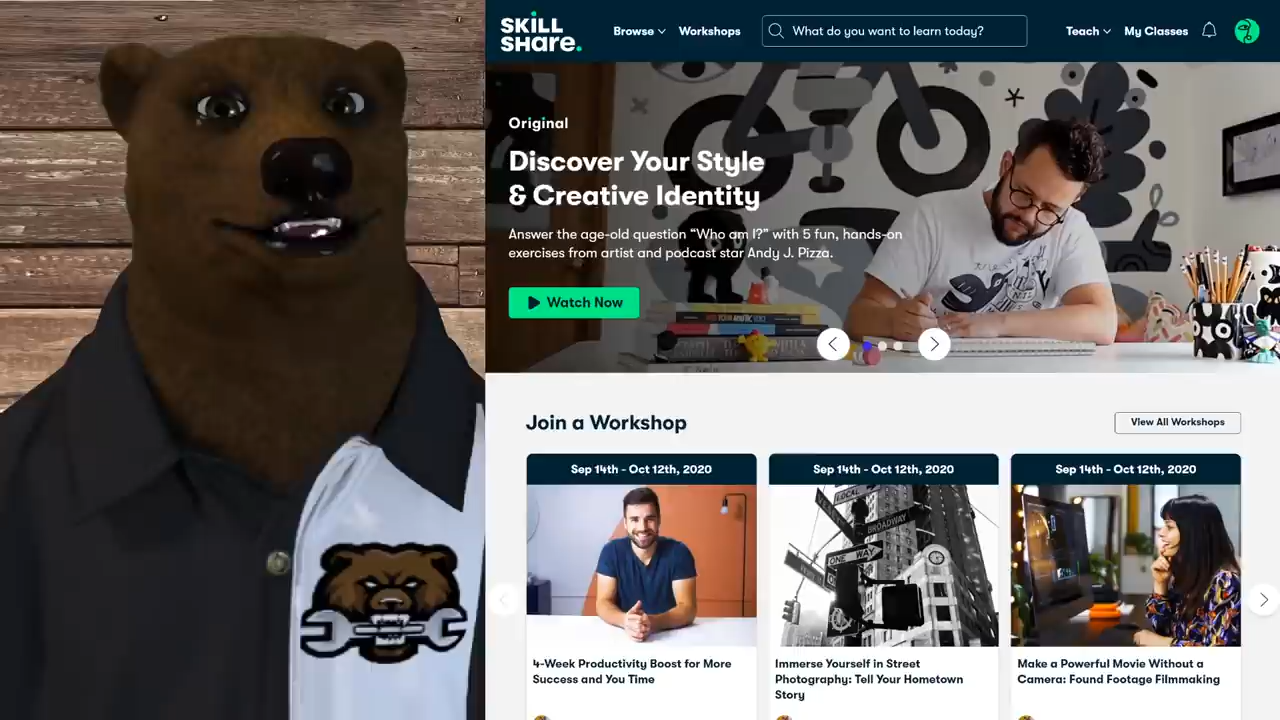 SKiLL
SHare.
Browse
Workshops
What do you want to learn today?
Teach
My Classes
Original
Discover Your Style
& Creative Identity
Answer the age-old question “Who am I?” with 5 fun, hands-on
exercises from artist and podcast star Andy J. Pizza.
Watch Now
Join a Workshop
View All Workshops
Sep 14th - Oct 12th, 2020
Sep 14th - Oct 12th, 2020
Sep 14th - Oct 12th, 2020
LOCAL
BROADWAY
ONE WAY
4-Week Productivity Boost for More
Success and You Time
Immerse Yourself in Street
Photography: Tell Your Hometown
Story
Make a Powerful Movie Without a
Camera: Found Footage Filmmaking